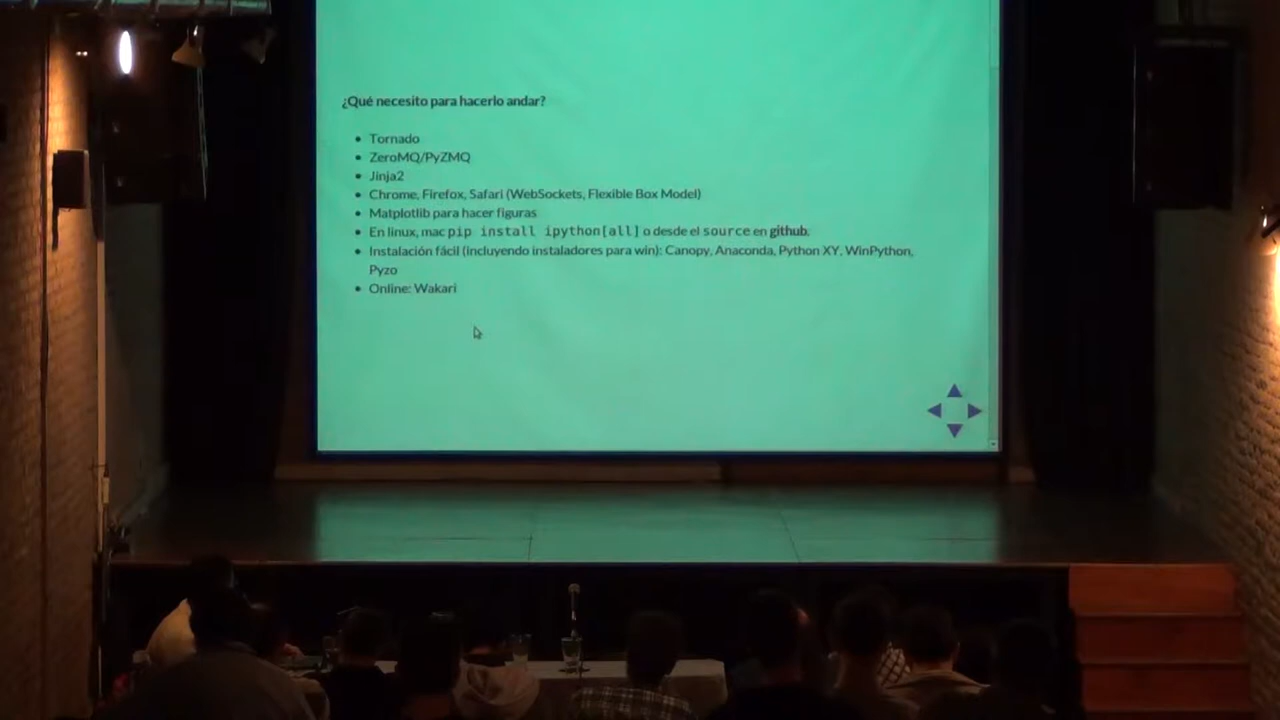 ¿Qué necesito para hacerlo andar?
Tornado
ZeroMQ/PyZMQ
Jinja2
Chrome, Firefox, Safari (WebSockets, Flexible Box Model)
Matplotlib para hacer figuras
En linux, mac pip install ipython[all] o desde el source en github.
Instalación fácil (incluyendo instaladores para win): Canopy, Anaconda, Python XY, WinPython,
Pyzo
Online: Wakari